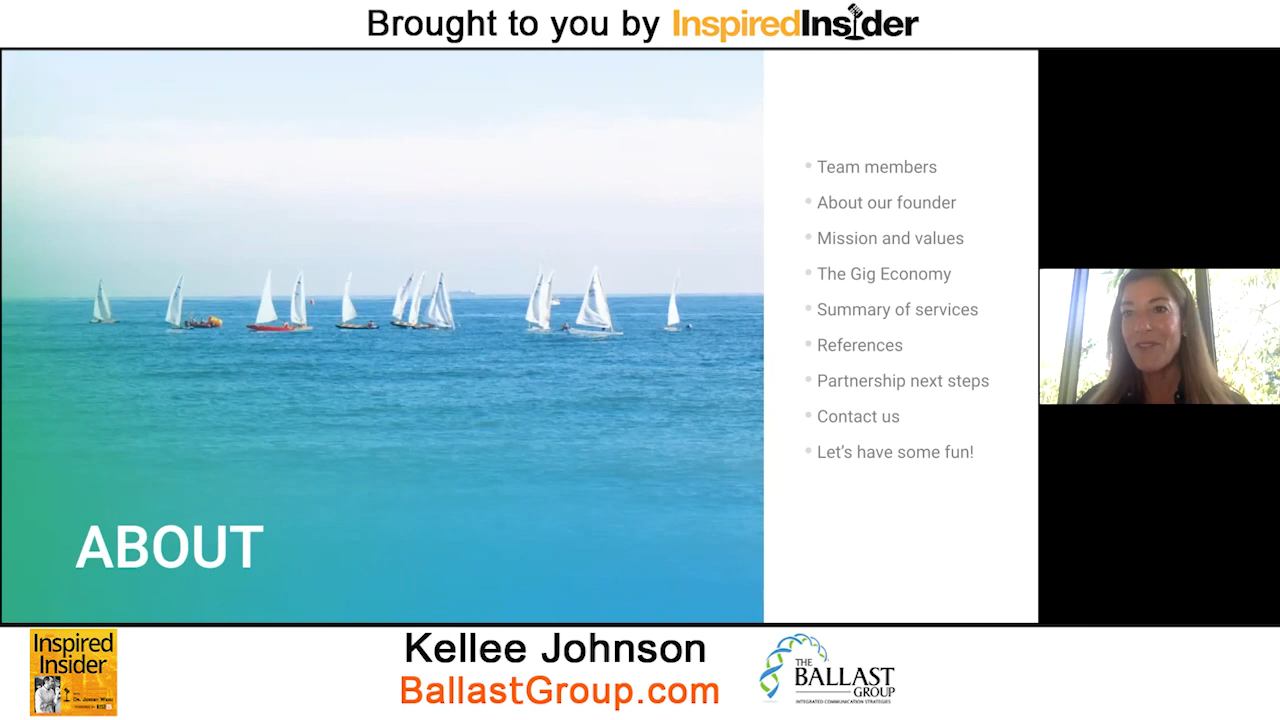 Brought to you by InspiredInsider
Team members
About our founder
Mission and values
The Gig Economy
Summary of services
References
Partnership next steps
Contact us
Let's have some fun!
ABOUT
Inspired
Insider
Kellee Johnson
BallastGroup.com
THE
BALLAST
GROUP
INTEGRATED COMMUNICATION STRATEGIES